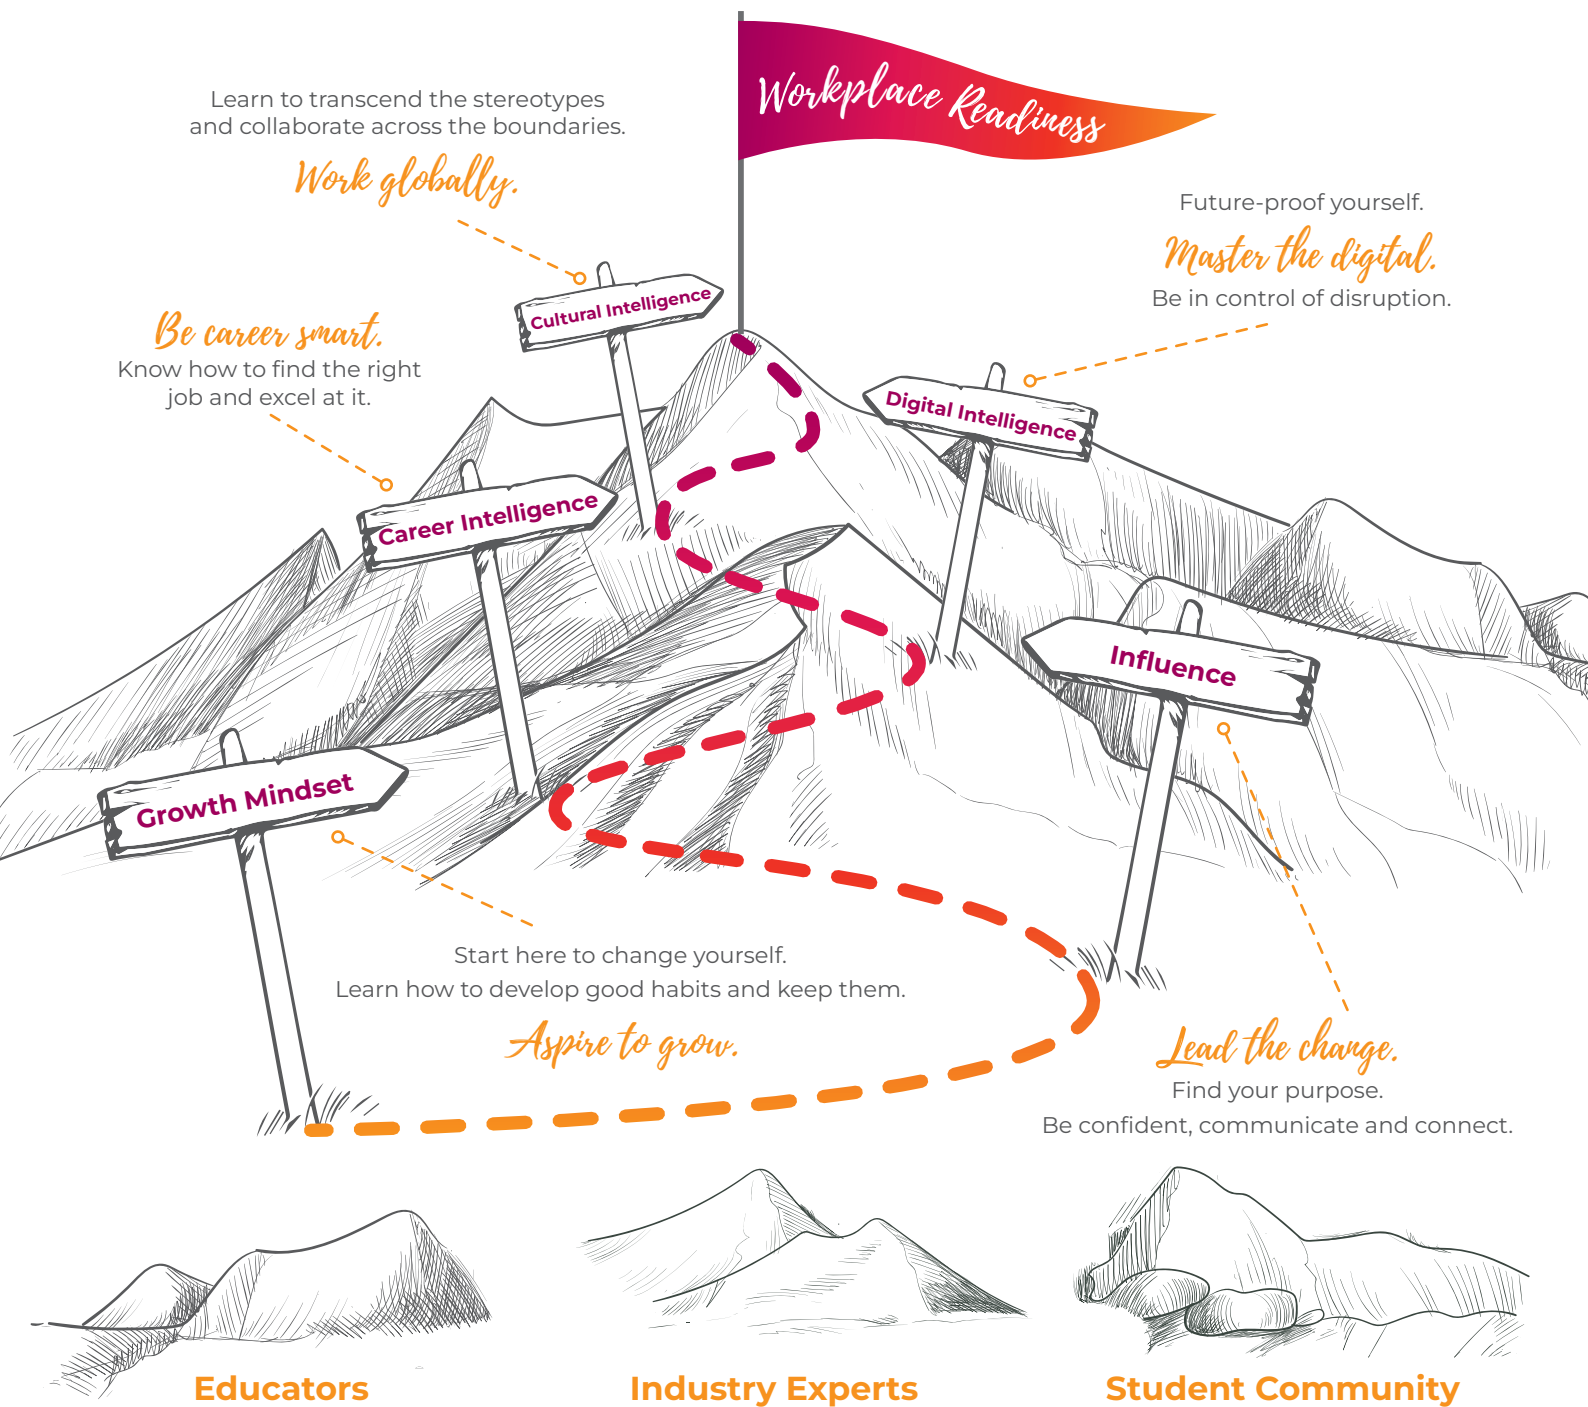 Workplace Readiness
Learn to transcend the stereotypes
and collaborate across the boundaries.
Work globally.
Future-proof yourself.
Master the digital.
Be in control of disruption.
Cultural Intelligence
Be career smart.
Know how to find the right
job and excel at it.
Digital Intelligence
Career Intelligence
Influence
Growth Mindset
Start here to change yourself.
Learn how to develop good habits and keep them.
Aspire to grow.
Lead the change.
Find your purpose.
Be confident, communicate and connect.
Educators
Industry Experts
Student Community